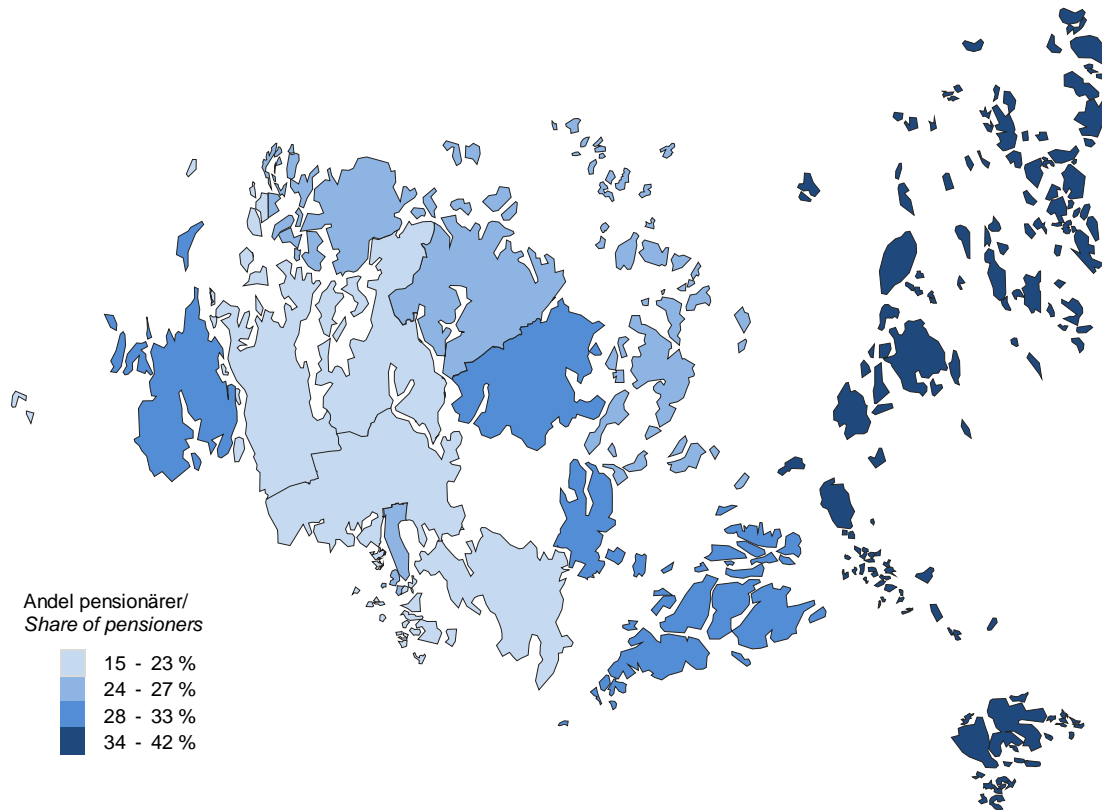 Andel pensionärer/
Share of pensioners
15 - 23 %
24 - 27 %
28 - 33 %
34 - 42 %